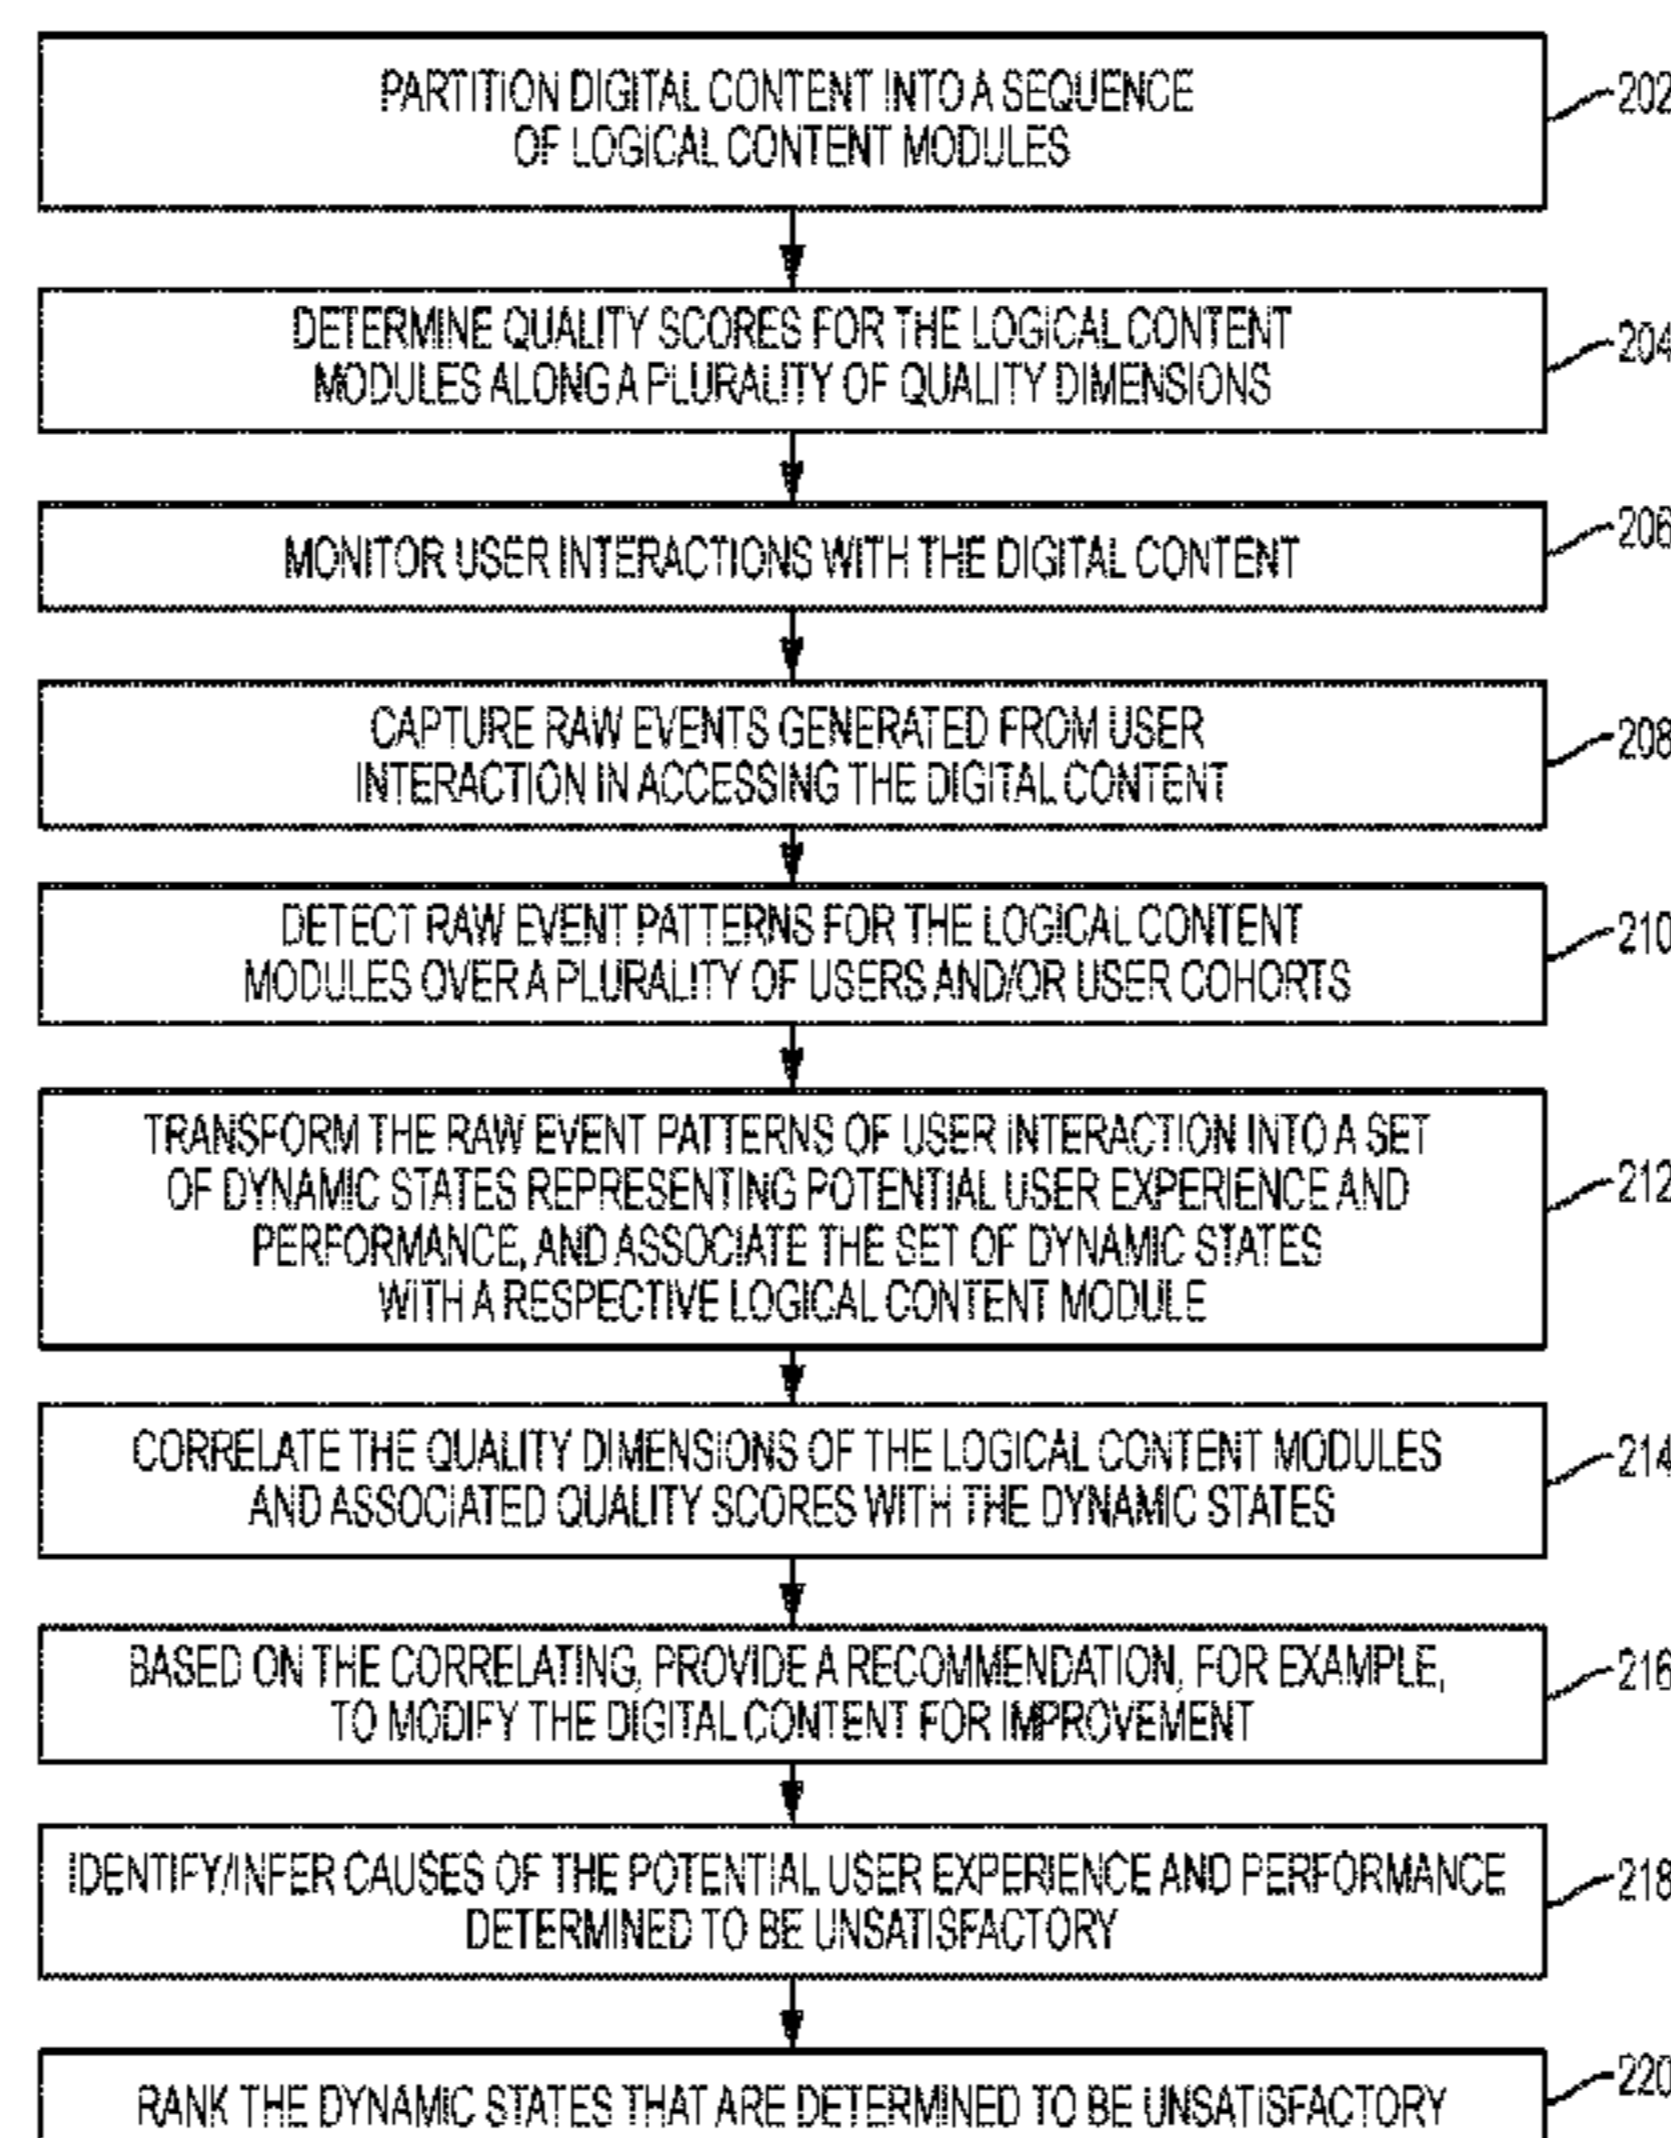 PARTITION DIGITAL CONTENT INTO A SEQUENCE
OF LOGICAL CONTENT MODULES
202
DETERMINE QUALITY SCORES FOR THE LOGICAL CONTENT
MODULES ALONG A PLURALITY OF QUALITY DIMENSIONS
204
MONITOR USER INTERACTIONS WITH THE DIGITAL CONTENT
206
CAPTURE RAW EVENTS GENERATED FROM USER
INTERACTION IN ACCESSING THE DIGITAL CONTENT
208
DETECT RAW EVENT PATTERNS FOR THE LOGICAL CONTENT
MODULES OVER A PLURALITY OF USERS AND/OR USER COHORTS
210
TRANSFORM THE RAW EVENT PATTERNS OF USER INTERACTION INTO A SET
OF DYNAMIC STATES REPRESENTING POTENTIAL USER EXPERIENCE AND
PERFORMANCE, AND ASSOCIATE THE SET OF DYNAMIC STATES
WITH A RESPECTIVE LOGICAL CONTENT MODULE
212
CORRELATE THE QUALITY DIMENSIONS OF THE LOGICAL CONTENT MODULES
AND ASSOCIATED QUALITY SCORES WITH THE DYNAMIC STATES
214
BASED ON THE CORRELATING, PROVIDE A RECOMMENDATION, FOR EXAMPLE,
TO MODIFY THE DIGITAL CONTENT FOR IMPROVEMENT
216
IDENTIFY/INFER CAUSES OF THE POTENTIAL USER EXPERIENCE AND PERFORMANCE
DETERMINED TO BE UNSATISFACTORY
218
RANK THE DYNAMIC STATES THAT ARE DETERMINED TO BE UNSATISFACTORY
220